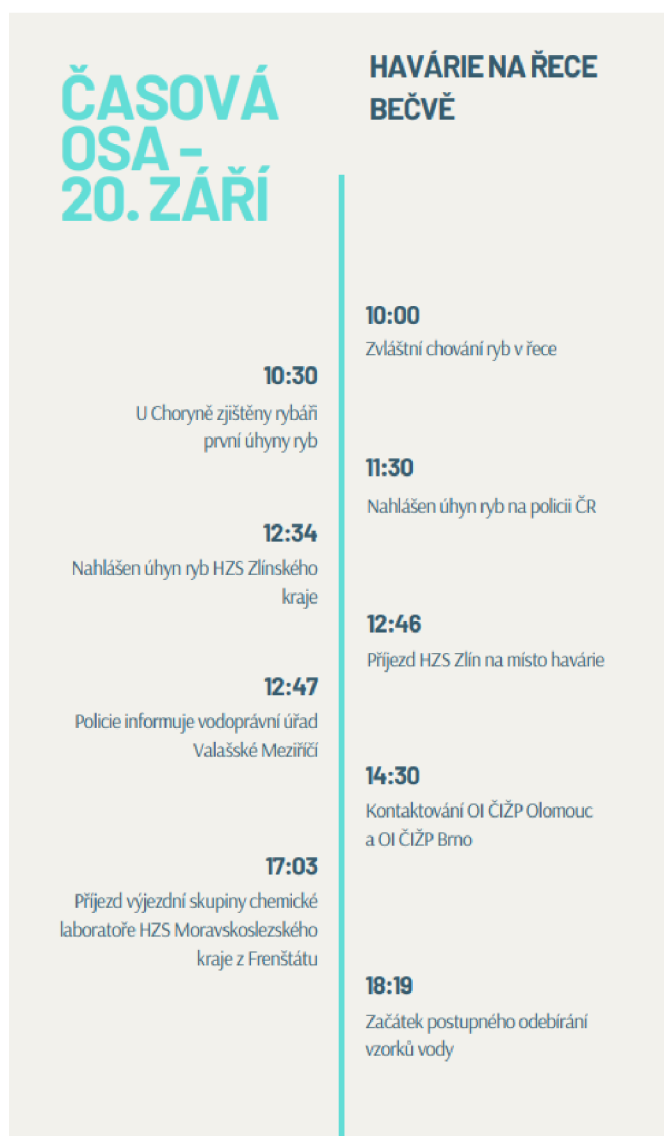 ČASOVÁ
OSA –
20. ZÁŘÍ
HAVÁRIE NA ŘECE
BEČVĚ
10:00
Zvláštní chování ryb v řece
10:30
U Choryně zjištěny rybáři
první úhyny ryb
11:30
Nahlášen úhyn ryb na policii ČR
12:34
Nahlášen úhyn ryb HZS Zlínského
kraje
12:46
Příjezd HZS Zlín na místo havárie
12:47
Policie informuje vodoprávní úřad
Valašské Meziříčí
14:30
Kontaktování OI ČIŽP Olomouc
a OI ČIŽP Brno
17:03
Příjezd výjezdní skupiny chemické
laboratoře HZS Moravskoslezského
kraje z Frenštátu
18:19
Začátek postupného odebírání
vzorků vody